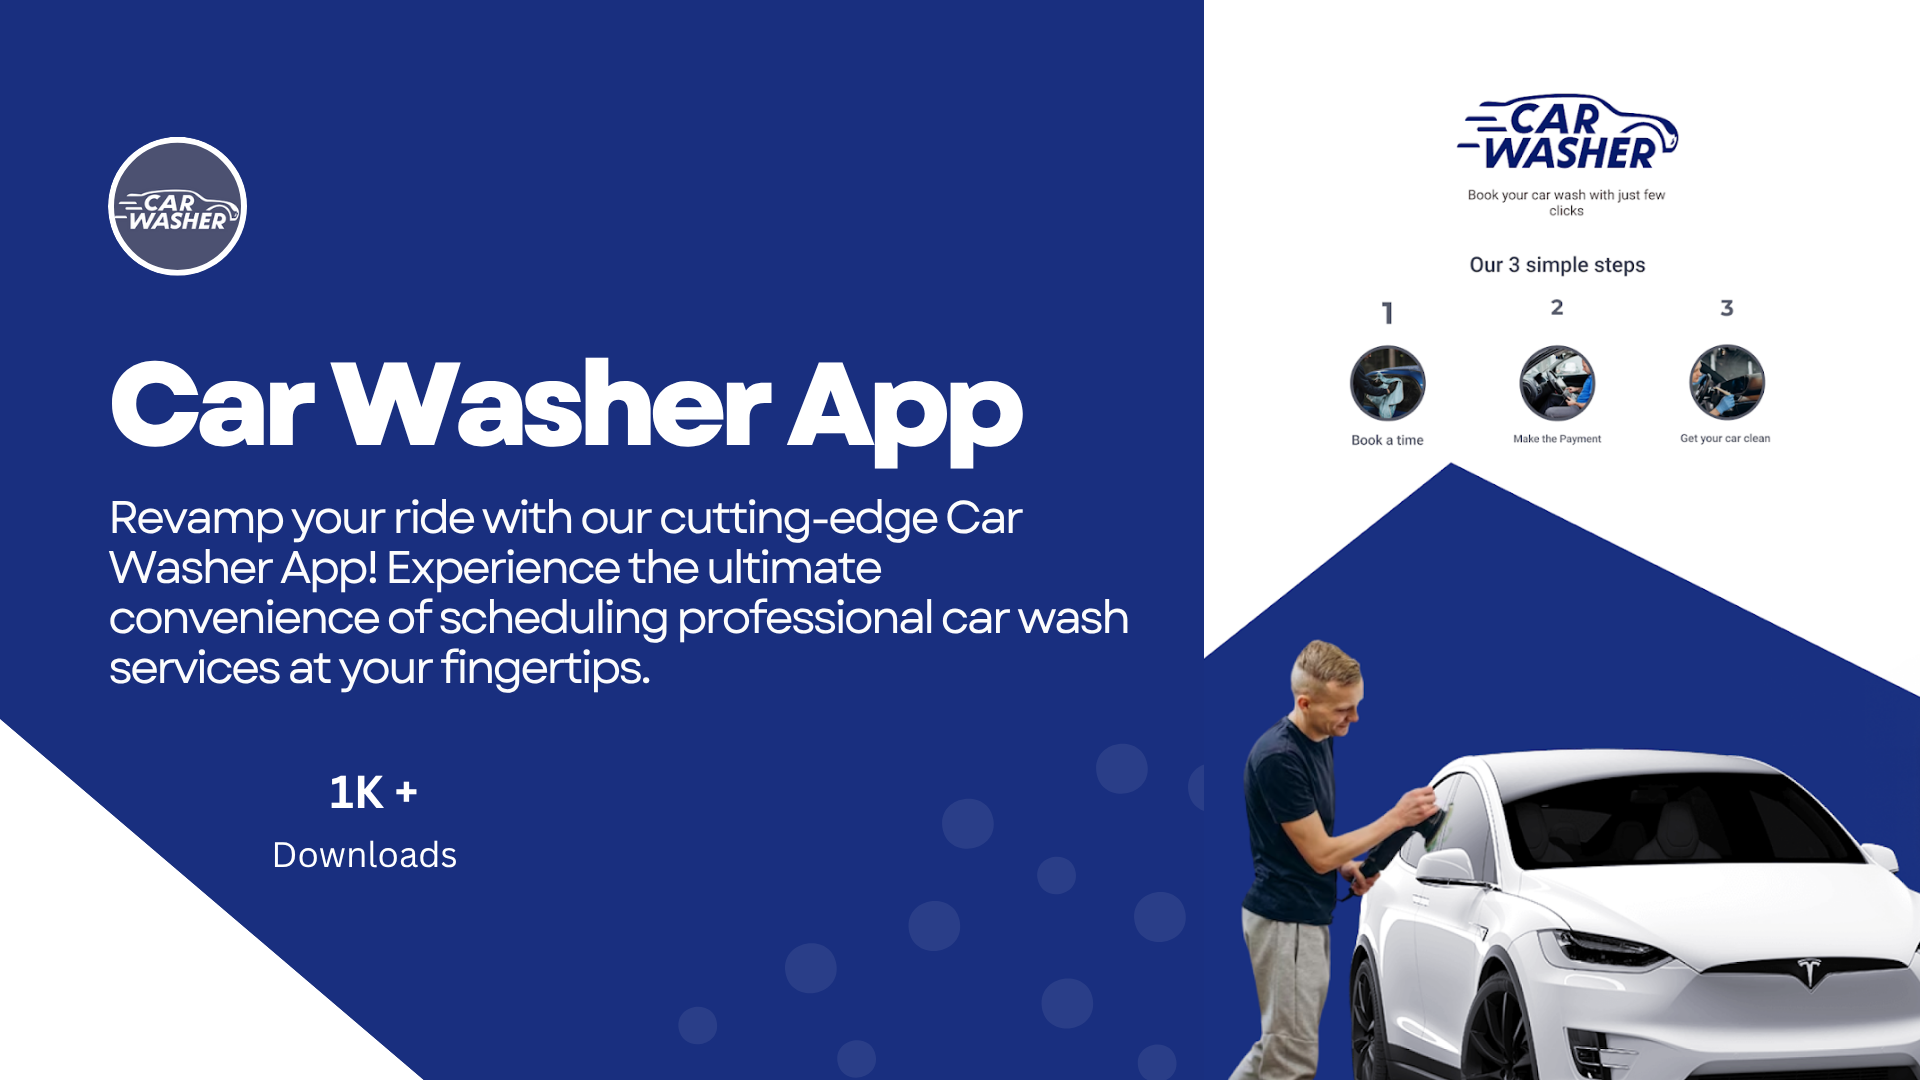 CAR
WASHER
Car Washer App
Revamp your ride with our cutting-edge Car
Washer App! Experience the ultimate
convenience of scheduling professional car wash
services at your fingertips.
1K +
Downloads
CAR
WASHER
Book your car wash with just few
clicks
Our 3 simple steps
1 2 3
Book a time Make the Payment Get your car clean